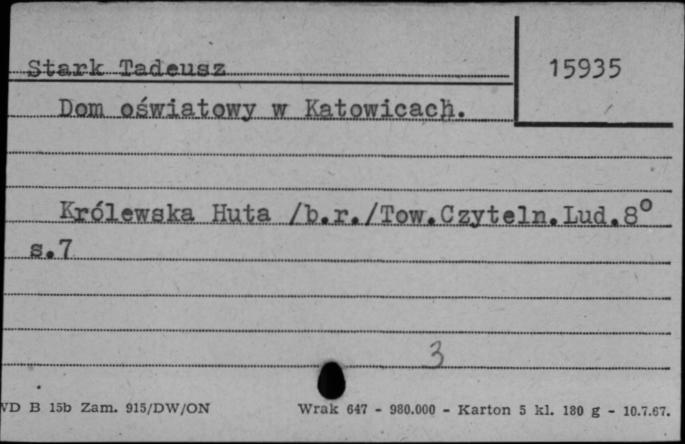 Stark Tadeusz
15935
Dom oświatowy w Katowicach.
Królewska Huta /b.r./Tow.Czyteln.Lud.8°
s.7
3
VD B 15b Zam. 915/DW/ON
Wrak 647 - 980.000 - Karton 5 kl. 180 g - 10.7.67.